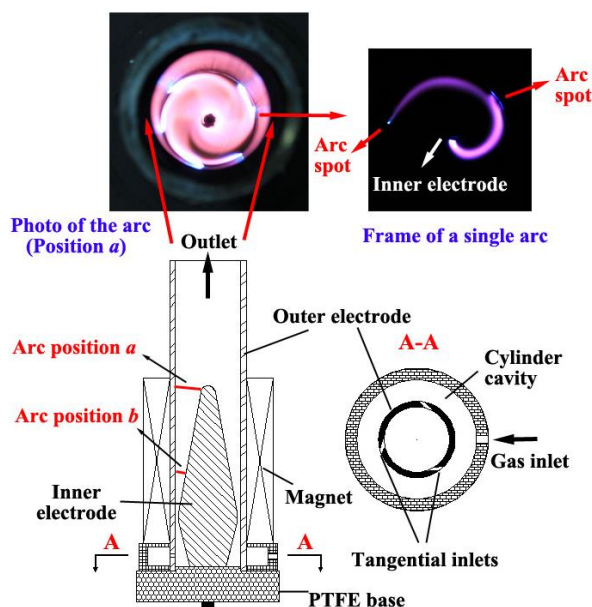 Arc
spot
Arc
spot
Inner electrode
Photo of the arc
(Position a)
Frame of a single arc
Outlet
Outer electrode
A-A
Arc position a
Cylinder
cavity
Arc position b
Gas inlet
Inner
electrode
Magnet
A
A
Tangential inlets
PTFE base